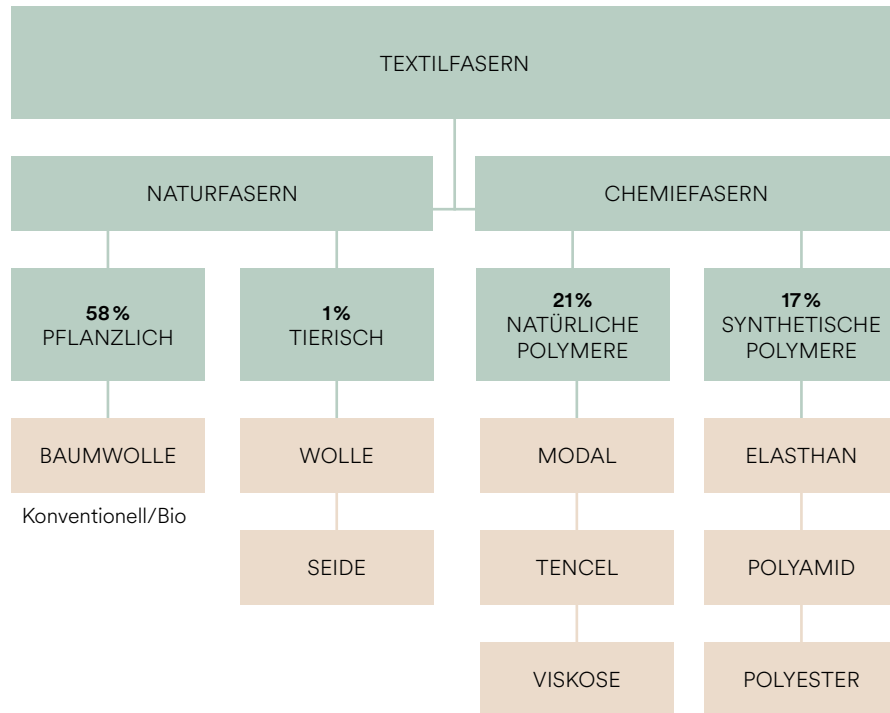 TEXTILFASERN
NATURFASERN
CHEMIEFASERN
58 %
PFLANZLICH
1%
TIERISCH
21%
NATÜRLICHE
POLYMERE
17%
SYNTHETISCHE
POLYMERE
BAUMWOLLE
WOLLE
MODAL
ELASTHAN
Konventionell/Bio
SEIDE
TENCEL
POLYAMID
VISKOSE
POLYESTER